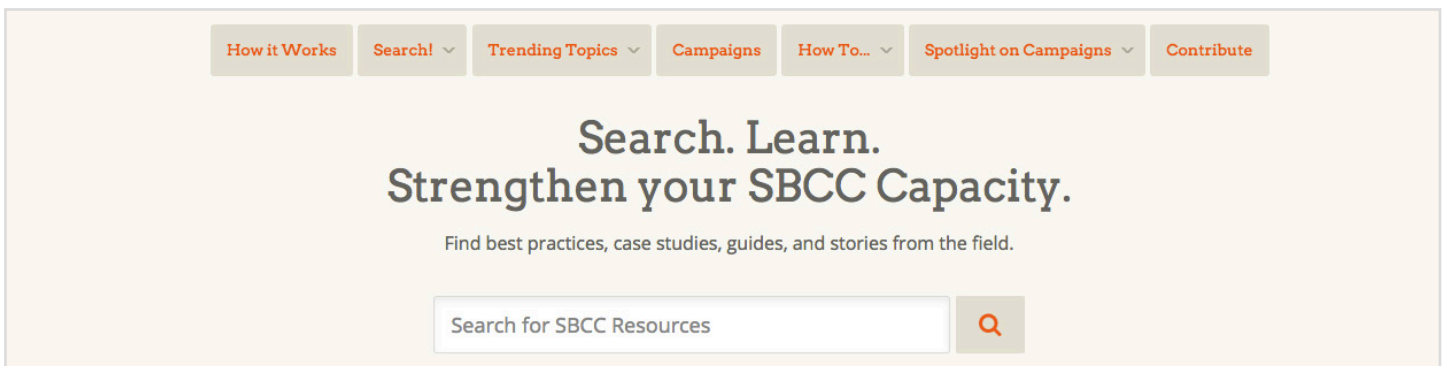 How it Works Search! Trending Topics Campaigns How To... Spotlight on Campaigns Contribute
Search. Learn.
Strengthen your SBCC Capacity.
Find best practices, case studies, guides, and stories from the field.
Search for SBCC Resources